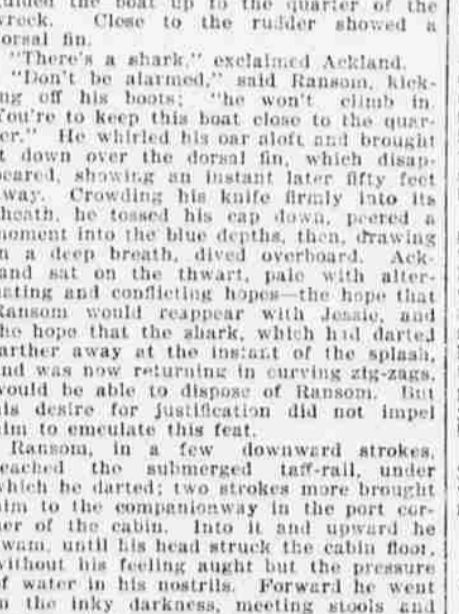 the boat up to the quarter of the
wreck. Close to the rudder showed a
dorsal fin.
"There's a shark," exclaimed Ackland.
"Don't be alarmed," said Ransom, kick-
ing off his boots; "he won't climb in.
You're to keep this boat close to the quar-
ter." He whirled his oar aloft and brought
it down over the dorsal fin, which disap-
peared, showing an instant later fifty feet
away. Crowding his knife firmly into its
sheath, he tossed his cap down, peered a
moment into the blue depths, then, drawing
in a deep breath, dived overboard. Ack-
land sat on the thwart, pale with alter-
nating and conflicting hopes—the hope that
Ransom would reappear with Jessie, and
the hope that the shark, which had darted
farther away at the instant of the splash,
and was now returning in curving zig-zags,
would be able to dispose of Ransom. But
his desire for justification did not impel
him to emculate this feat.
Ransom, in a few downward strokes,
reached the submerged taff-rail, under
which he darted; two strokes more brought
him to the companionway in the port cor-
ner of the cabin. Into it and upward he
swam, until his head struck the cabin floor,
without his feeling aught but the pressure
of water in his nostrils. Forward he went
in the inky darkness, meeting stools and